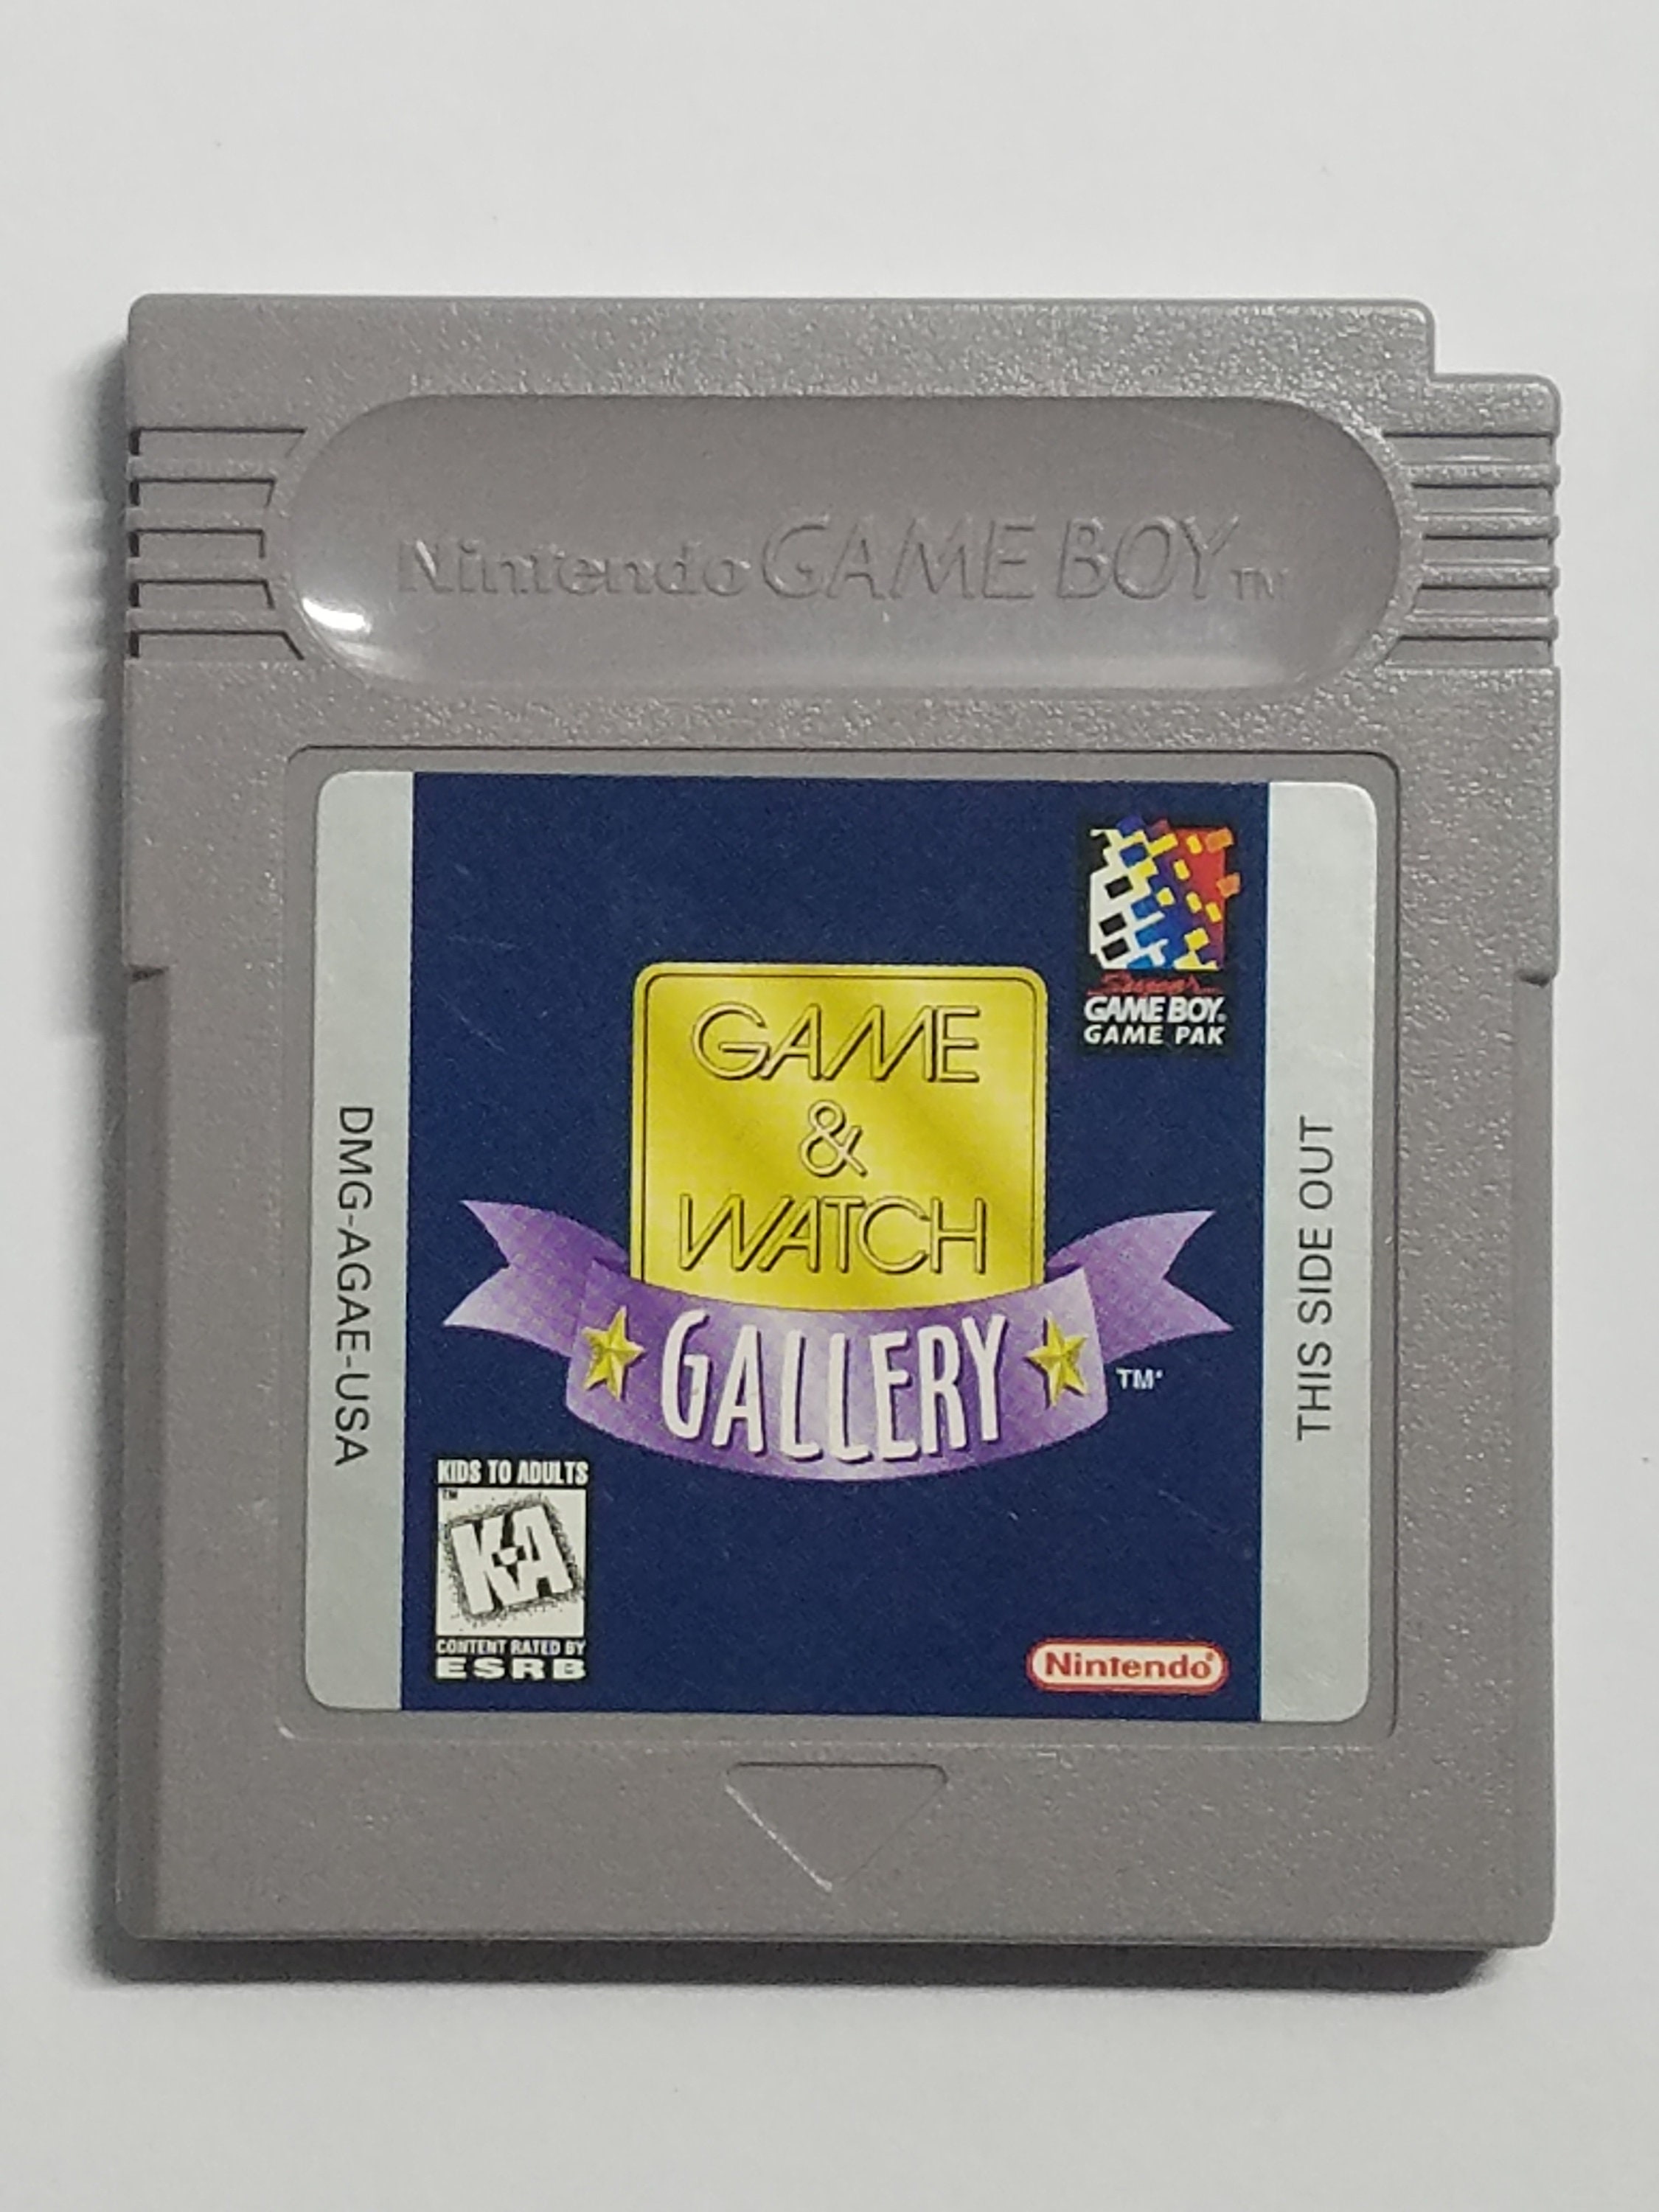 Nintendo GAME BOY TM
Super
GAME BOY®
GAME PAK
GAME
&
WATCH
GALLERY
TM
DMG-AGAE-USA
THIS SIDE OUT
KIDS TO ADULTS
TM
K-A
CONTENT RATED BY
ESRB
Nintendo®